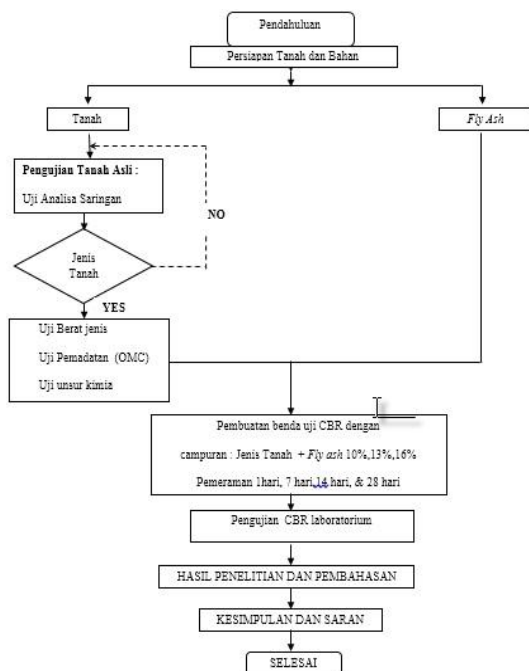 Pendahuluan
Persiapan Tanah dan Bahan
Tanah
Fly Ash
Pengujian Tanah Asli :
Uji Analisa Saringan
NO
Jenis
Tanah
YES
Uji Berat jenis
Uji Pemadatan (OMC)
Uji unsur kimia
Pembuatan benda uji CBR dengan
campuran : Jenis Tanah + Fly ash 10%,13%,16%
Pemeraman 1hari, 7 hari,14 hari, & 28 hari
Pengujian CBR laboratorium
HASIL PENELITIAN DAN PEMBAHASAN
KESIMPULAN DAN SARAN
SELESAI